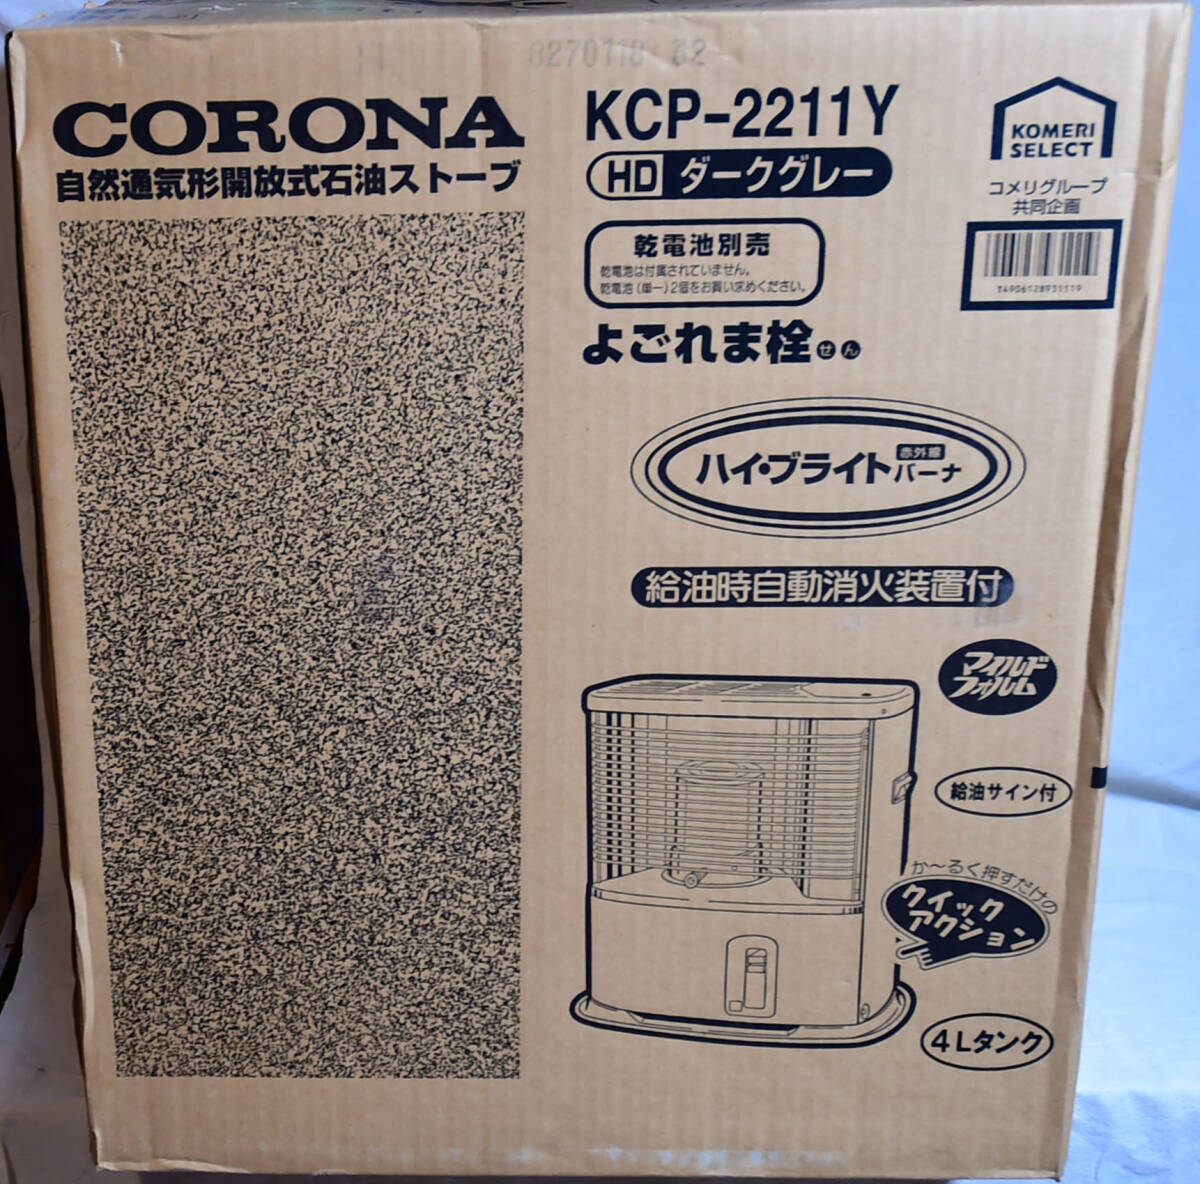 8270118 32
CORONA
自然通気形開放式石油ストーブ
KCP-2211Y
HD ダークグレー
KOMERI
SELECT
コメリグループ
共同企画
T4906128931119
乾電池別売
乾電池は付属されていません。
乾電池(単一)2個をお買い求めください。
よごれま栓せん
ハイ・ブライト赤外線バーナ
給油時自動消火装置付
マイルド
フォルム
給油サイン付
か〜るく押すだけの
クイック
アクション
4Lタンク